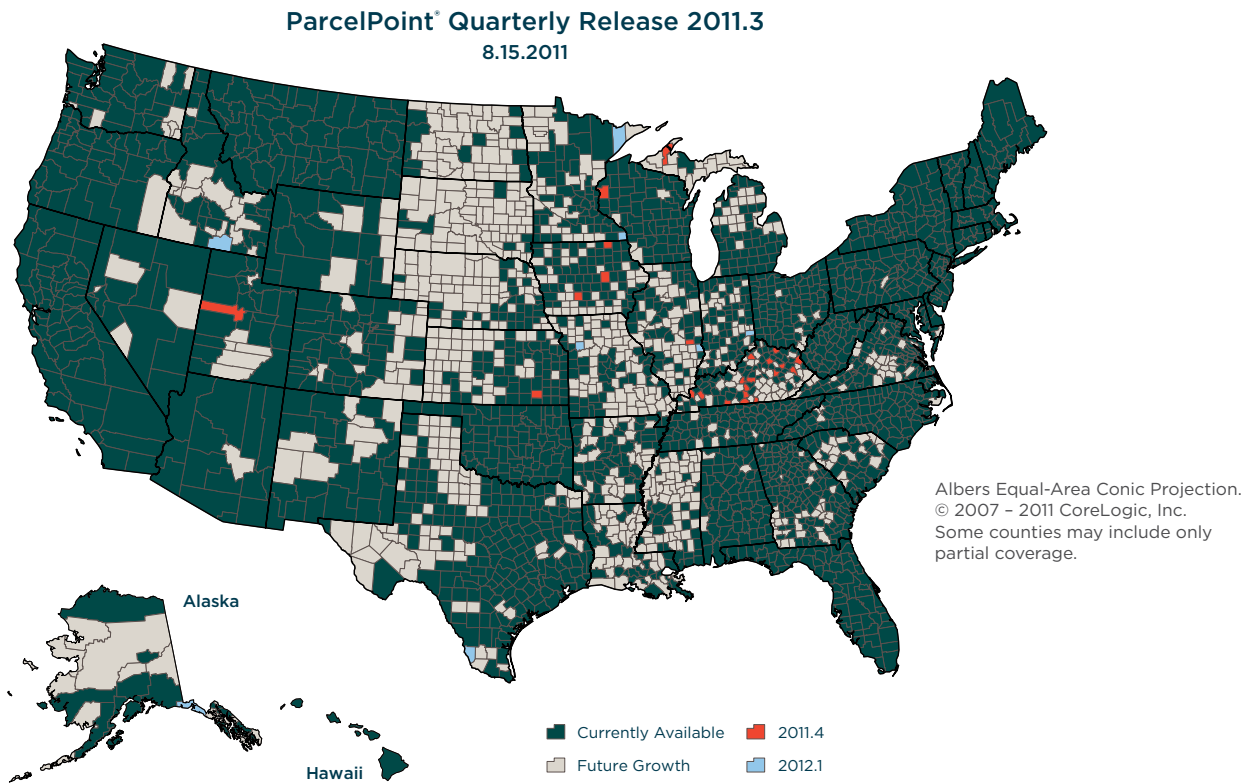 ParcelPoint® Quarterly Release 2011.3
8.15.2011
Albers Equal-Area Conic Projection.
© 2007 – 2011 CoreLogic, Inc.
Some counties may include only
partial coverage.
Alaska
Hawaii
Currently Available
2011.4
Future Growth
2012.1